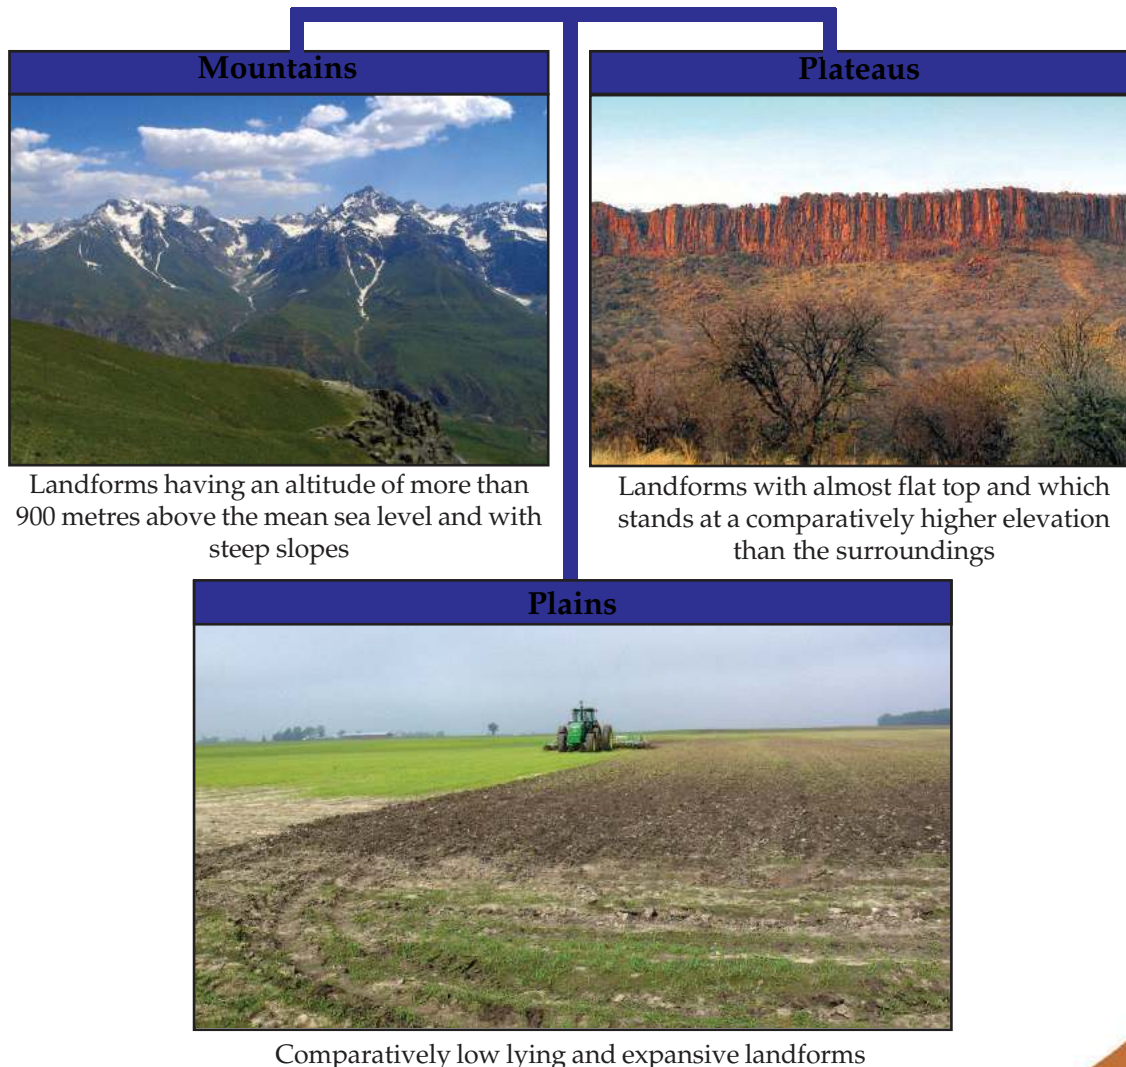 Mountains
Plateaus
Landforms having an altitude of more than
900 metres above the mean sea level and with
steep slopes
Landforms with almost flat top and which
stands at a comparatively higher elevation
than the surroundings
Plains
Comparatively low lying and expansive landforms